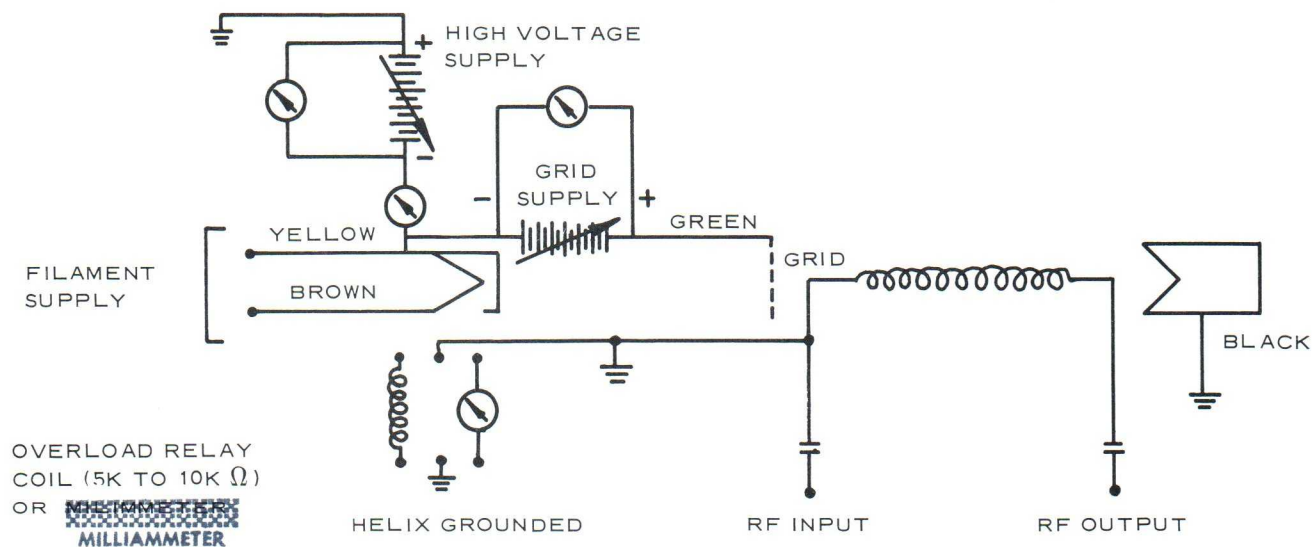 + HIGH VOLTAGE
SUPPLY
-
GRID
- SUPPLY +
GREEN
YELLOW
GRID
FILAMENT
SUPPLY
BROWN
BLACK
OVERLOAD RELAY
COIL (5K TO 10K Ω)
OR MILIMMETER
MILLIAMMETER
HELIX GROUNDED
RF INPUT
RF OUTPUT